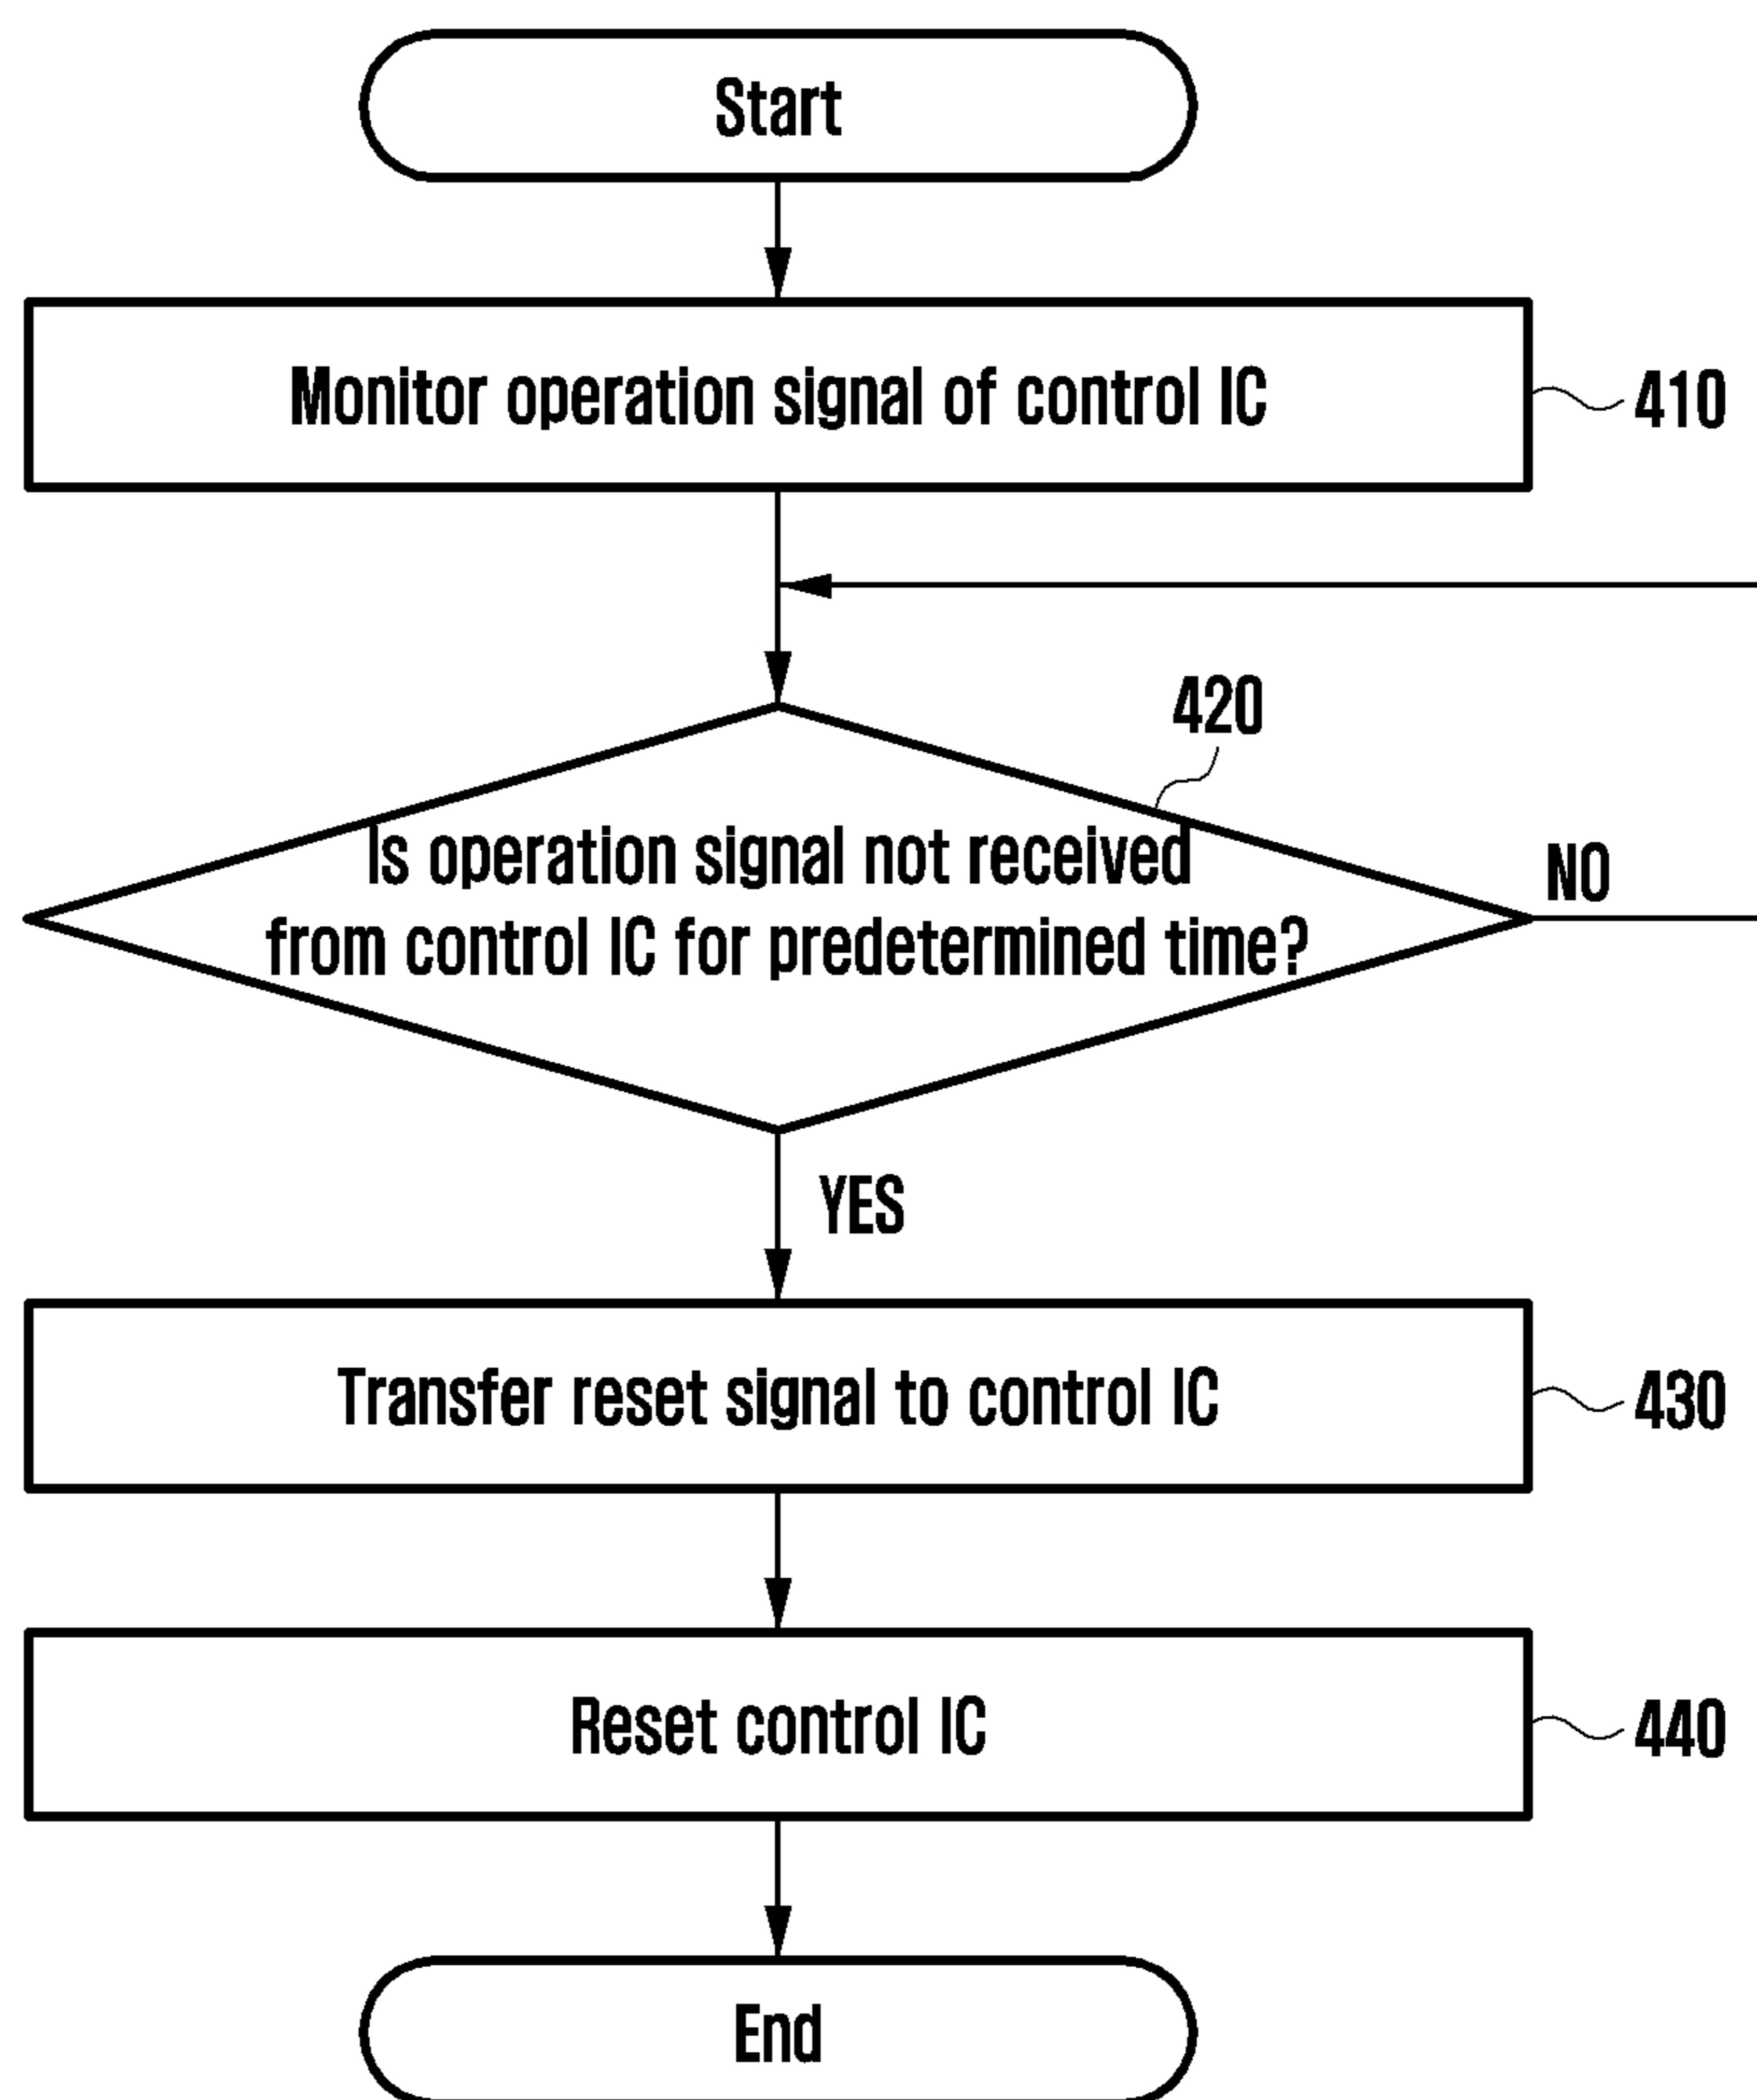 Start
Monitor operation signal of control IC
410
420
Is operation signal not received
from control IC for predetermined time?
NO
YES
Transfer reset signal to control IC
430
Reset control IC
440
End